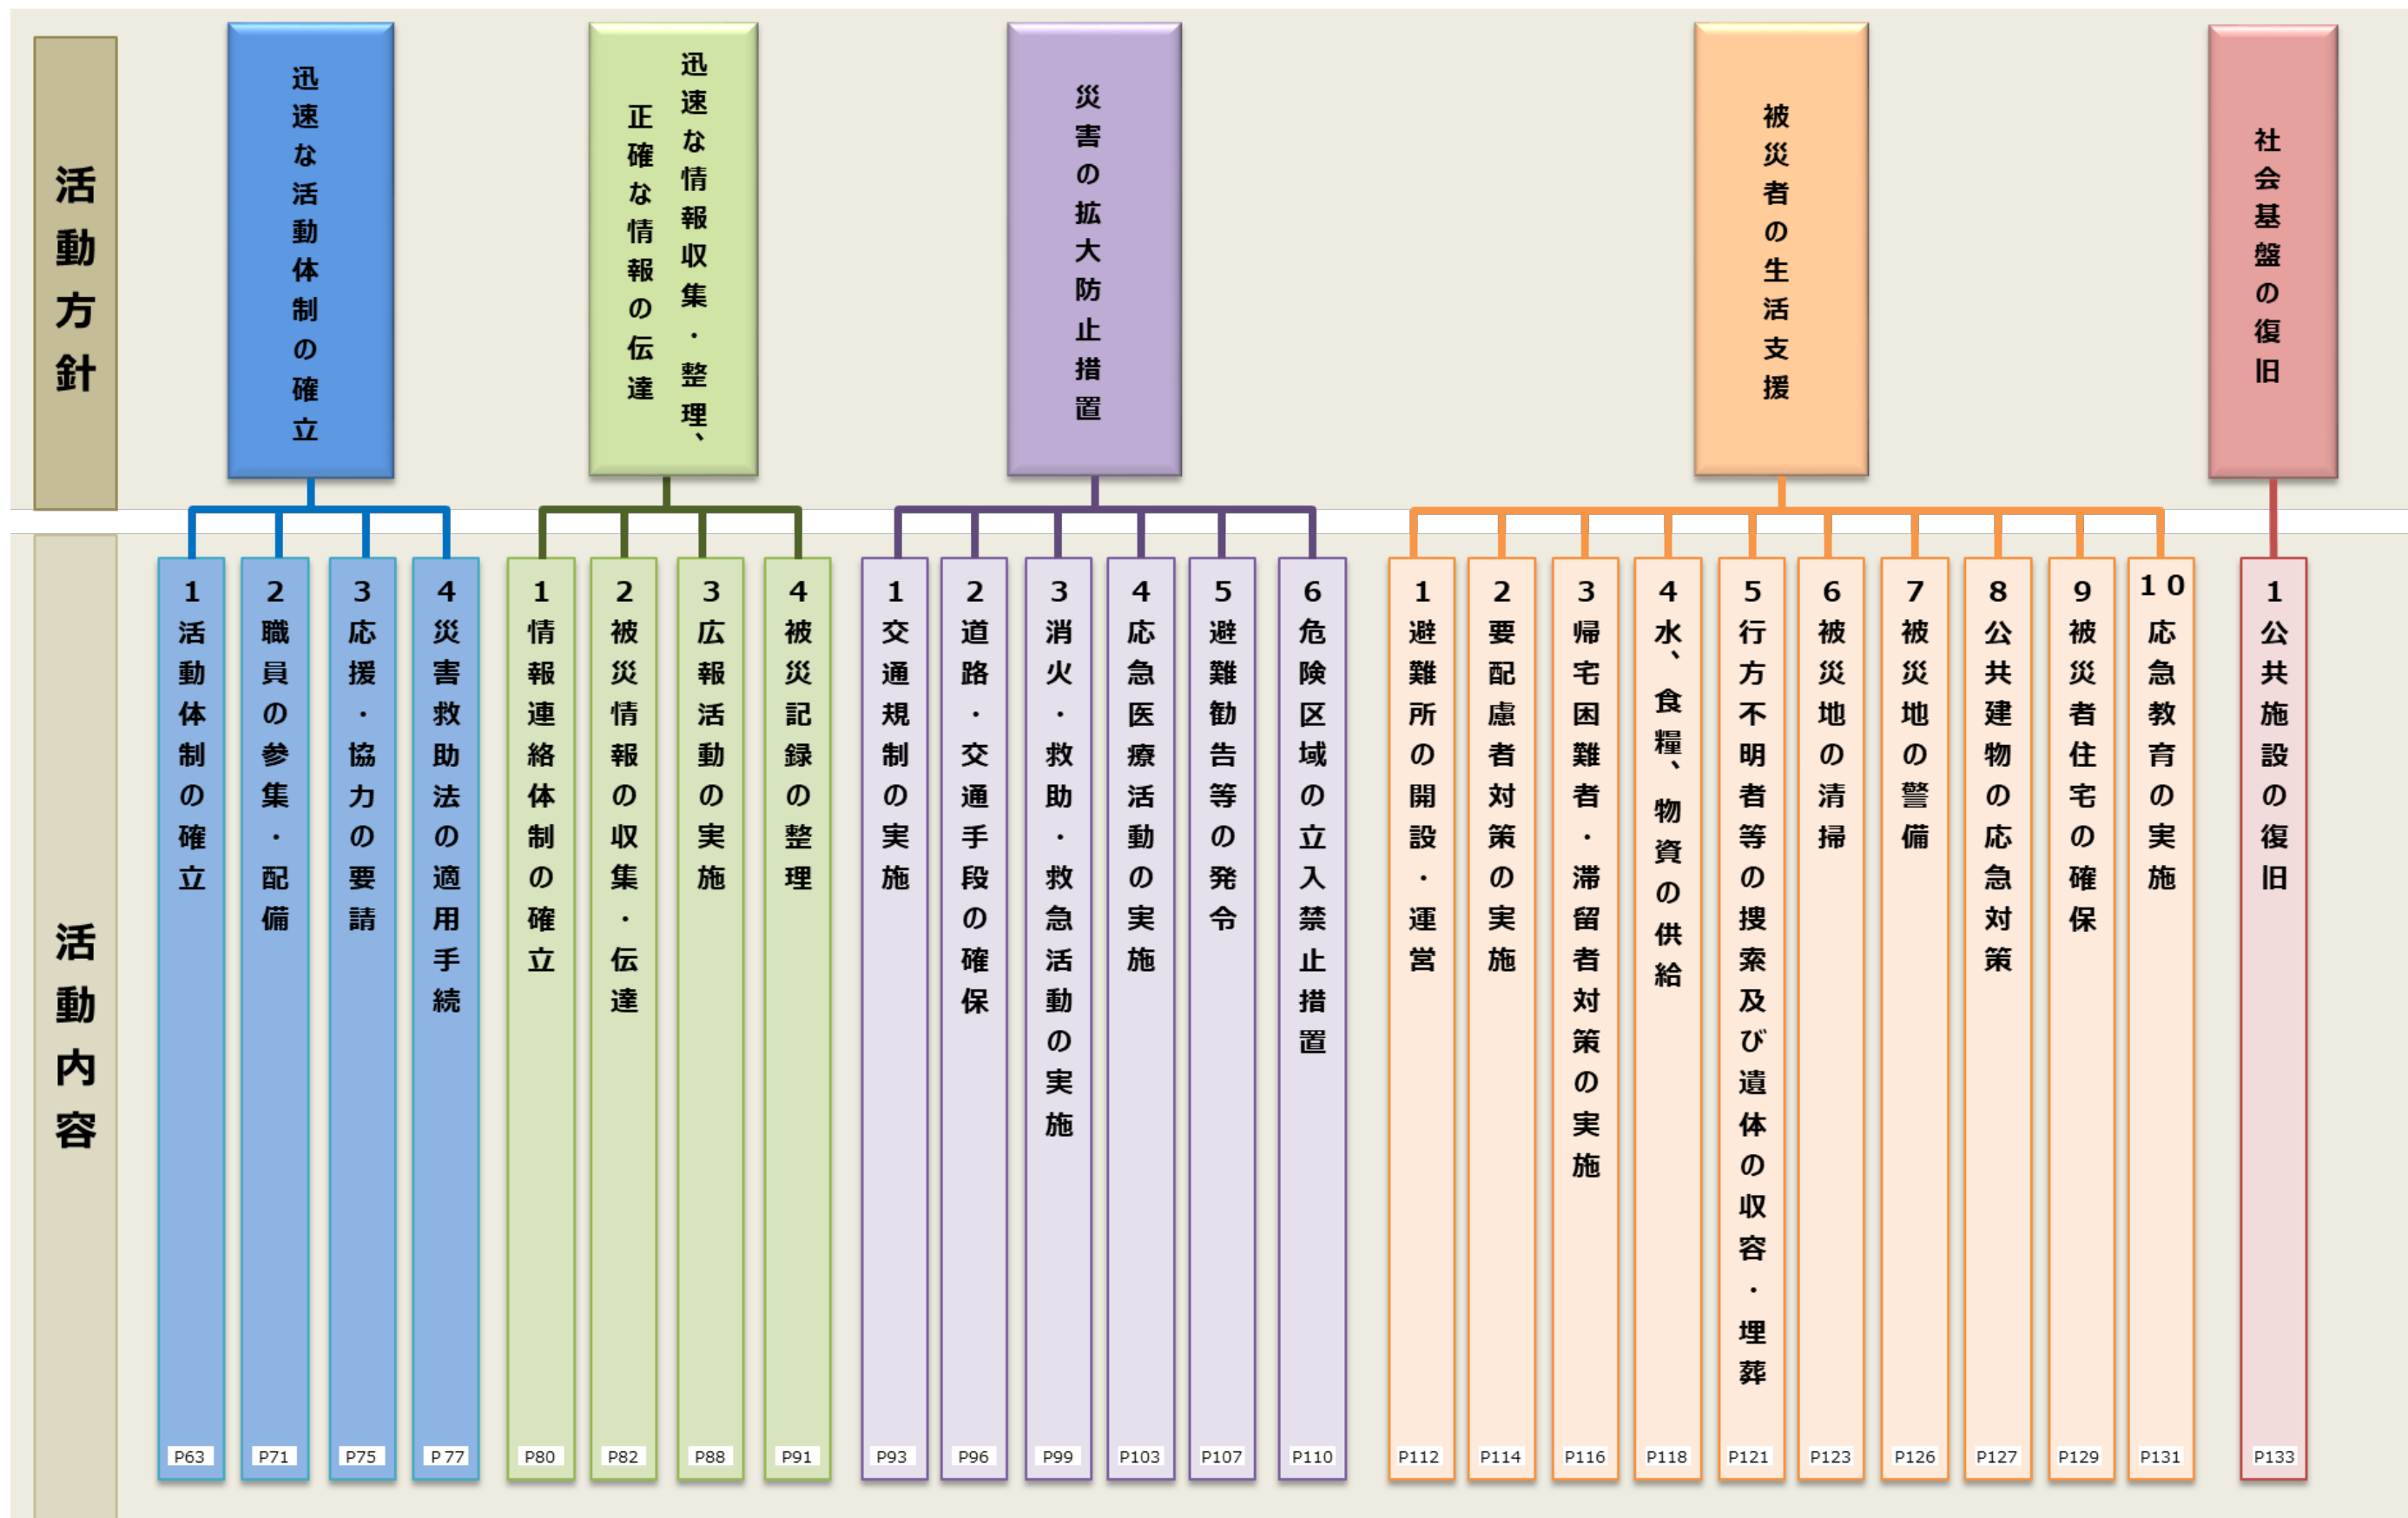 活動方針
迅速な活動体制の確立
迅速な情報収集・整理、
正確な情報の伝達
災害の拡大防止措置
被災者の生活支援
社会基盤の復旧
活動内容
1活動体制の確立
P63
2職員の参集・配備
P71
3応援・協力の要請
P75
4災害救助法の適用手続
P77
1情報連絡体制の確立
P80
2被災情報の収集・伝達
P82
3広報活動の実施
P88
4被災記録の整理
P91
1交通規制の実施
P93
2道路・交通手段の確保
P96
3消火・救助・救急活動の実施
P99
4応急医療活動の実施
P103
5避難勧告等の発令
P107
6危険区域の立入禁止措置
P110
1避難所の開設・運営
P112
2要配慮者対策の実施
P114
3帰宅困難者・滞留者対策の実施
P116
4水、食糧、物資の供給
P118
5行方不明者等の捜索及び遺体の収容・埋葬
P121
6被災地の清掃
P123
7被災地の警備
P126
8公共建物の応急対策
P127
9被災者住宅の確保
P129
10応急教育の実施
P131
1公共施設の復旧
P133